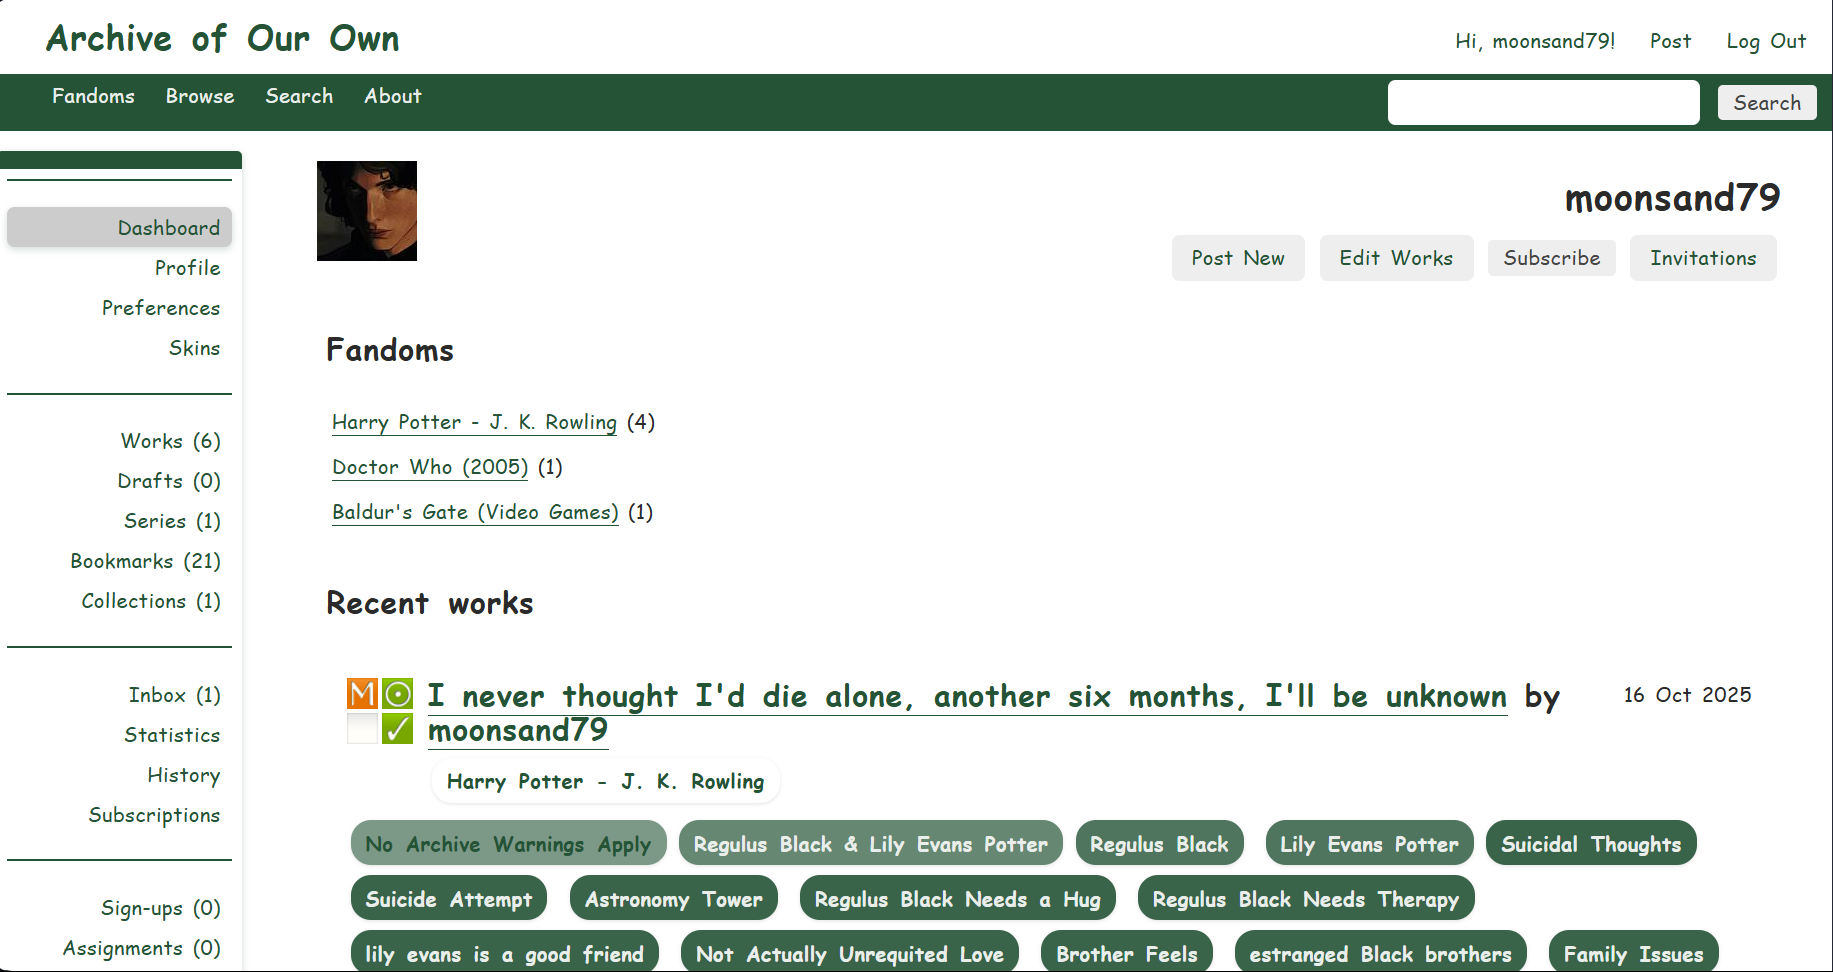 Archive of Our Own
Hi, moonsand79! Post Log Out
Fandoms Browse Search About
Search
Dashboard
Profile
Preferences
Skins
Works (6)
Drafts (0)
Series (1)
Bookmarks (21)
Collections (1)
Inbox (1)
Statistics
History
Subscriptions
Sign-ups (0)
Assignments (0)
moonsand79
Post New Edit Works Subscribe Invitations
Fandoms
Harry Potter - J. K. Rowling (4)
Doctor Who (2005) (1)
Baldur's Gate (Video Games) (1)
Recent works
M
I never thought I'd die alone, another six months, I'll be unknown by
moonsand79
16 Oct 2025
Harry Potter - J. K. Rowling
No Archive Warnings Apply Regulus Black & Lily Evans Potter Regulus Black Lily Evans Potter Suicidal Thoughts
Suicide Attempt Astronomy Tower Regulus Black Needs a Hug Regulus Black Needs Therapy
lily evans is a good friend Not Actually Unrequited Love Brother Feels estranged Black brothers Family Issues